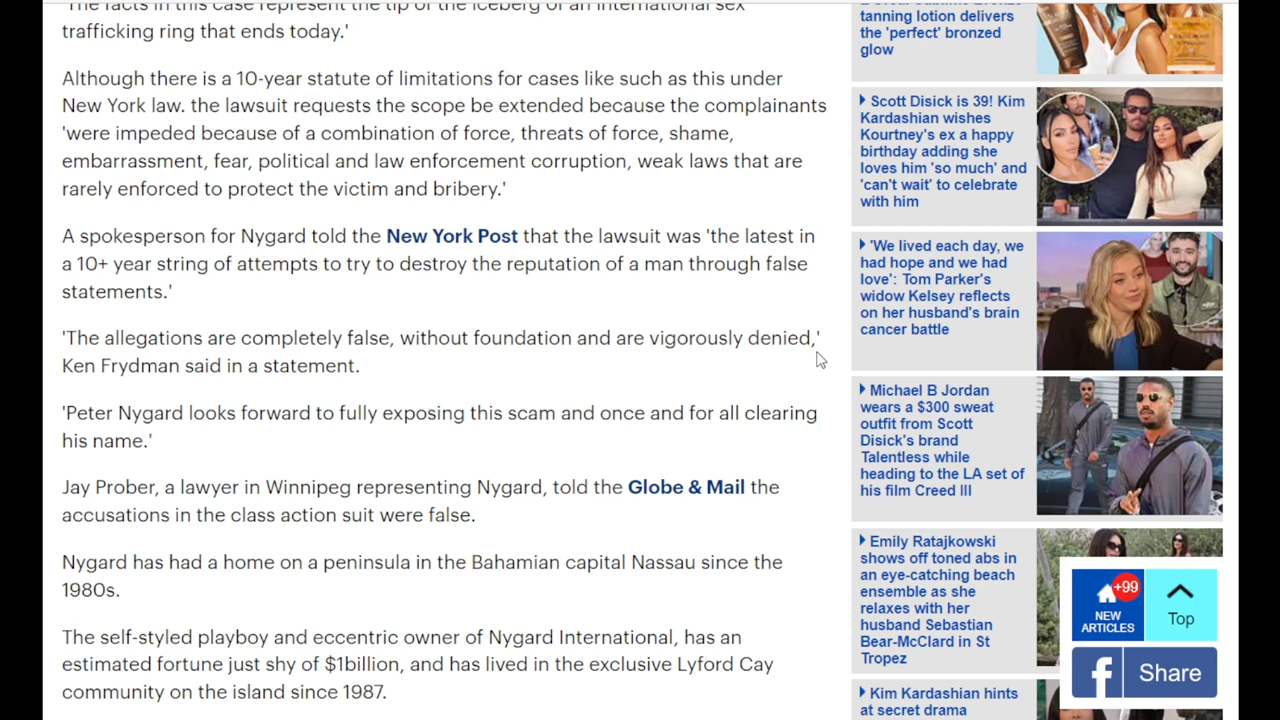 'The facts in this case represent the tip of the iceberg of an international sex
trafficking ring that ends today.'
Although there is a 10-year statute of limitations for cases like such as this under
New York law. the lawsuit requests the scope be extended because the complainants
'were impeded because of a combination of force, threats of force, shame,
embarrassment, fear, political and law enforcement corruption, weak laws that are
rarely enforced to protect the victim and bribery.'
A spokesperson for Nygard told the New York Post that the lawsuit was 'the latest in
a 10+ year string of attempts to try to destroy the reputation of a man through false
statements.'
'The allegations are completely false, without foundation and are vigorously denied,'
Ken Frydman said in a statement.
'Peter Nygard looks forward to fully exposing this scam and once and for all clearing
his name.'
Jay Prober, a lawyer in Winnipeg representing Nygard, told the Globe & Mail the
accusations in the class action suit were false.
Nygard has had a home on a peninsula in the Bahamian capital Nassau since the
1980s.
The self-styled playboy and eccentric owner of Nygard International, has an
estimated fortune just shy of $1billion, and has lived in the exclusive Lyford Cay
community on the island since 1987.
tanning lotion delivers
the 'perfect' bronzed
glow
Scott Disick is 39! Kim
Kardashian wishes
Kourtney's ex a happy
birthday adding she
loves him 'so much' and
'can't wait' to celebrate
with him
'We lived each day, we
had hope and we had
love': Tom Parker's
widow Kelsey reflects
on her husband's brain
cancer battle
Michael B Jordan
wears a $300 sweat
outfit from Scott
Disick's brand
Talentless while
heading to the LA set of
his film Creed III
Emily Ratajkowski
shows off toned abs in
an eye-catching beach
ensemble as she
relaxes with her
husband Sebastian
Bear-McClard in St
Tropez
Kim Kardashian hints
at secret drama
+99
NEW
ARTICLES
Top
f Share